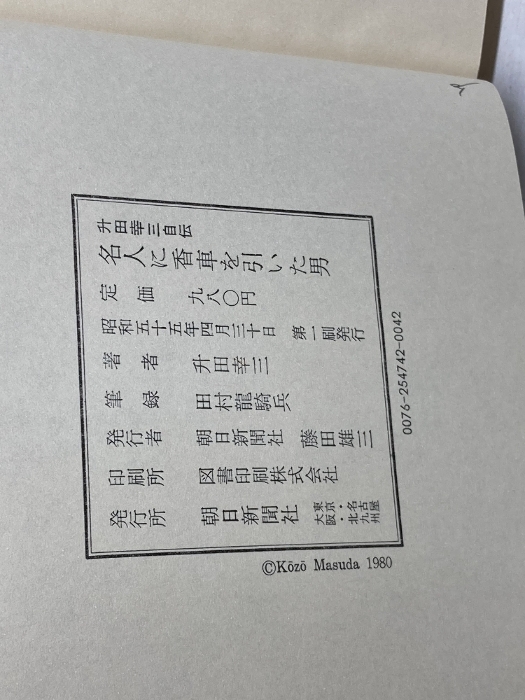 升田幸三自伝
名人に香車を引いた男
定価 九八〇円
昭和五十五年四月三十日 第一刷発行
著者 升田幸三
筆録 田村龍騎兵
発行者 朝日新聞社 藤田雄三
印刷所 図書印刷株式会社
発行所 朝日新聞社 東京・名古屋
大阪・北九州
0076-254742-0042
©Kōzō Masuda 1980